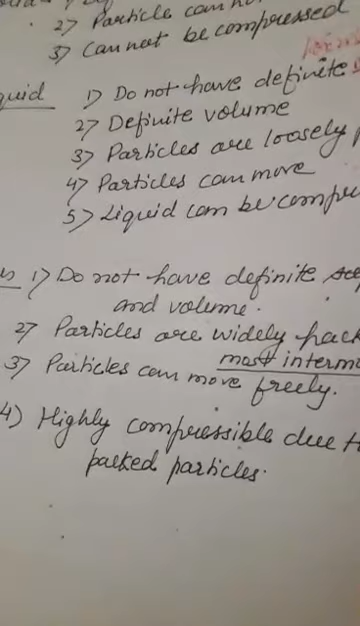 2) Particle can no
3) Cannot be compressed
quid 1) Do not have definite
2) Definite volume
3) Particles are loosely
4) Particles can move
5) Liquid can be compre
1) Do not have definite
and volume.
2) Particles are widely pack
most interm
3) Particles can move freely.
4) Highly compressible due t
packed particles.